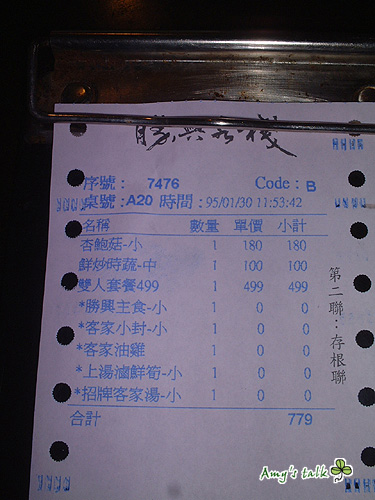 勝興客棧
序號： 7476 Code：B
桌號：A20 時間：95/01/30 11:53:42
名稱 數量 單價 小計
杏鮑菇-小 1 180 180
鮮炒時蔬-中 1 100 100
雙人套餐499 1 499 499
*勝興主食-小 1 0 0
*客家小封-小 1 0 0
*客家油雞 1 0 0
*上湯滷鮮筍-小 1 0 0
*招牌客家湯-小 1 0 0
合計 779
第二聯：存根聯
Amy's talk